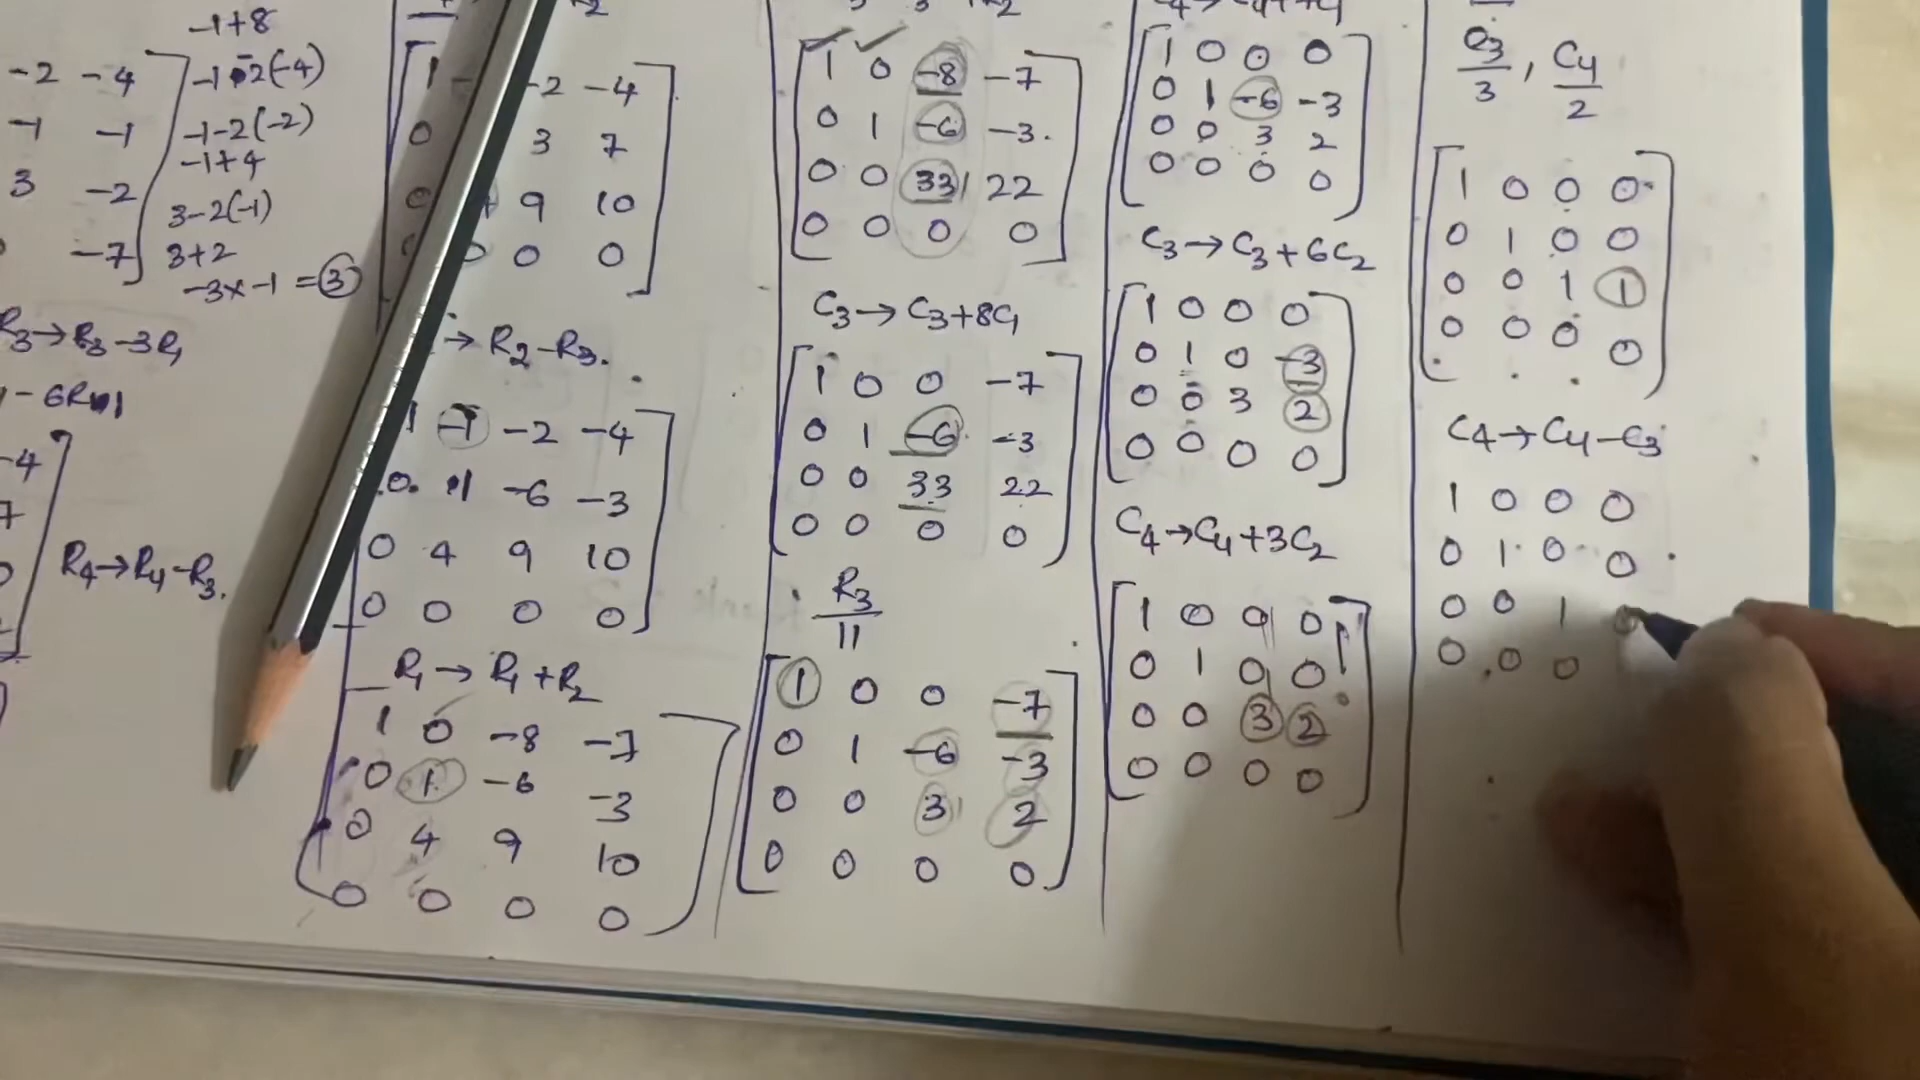 -1+8
-2 -4 -1-2(-4)
-1 -1 -1-2(-2)
-1+4
3 -2 3-2(-1)
-7 3+2
-3x-1 = 3
R3→R3-3R1
-6R1
-4
7
R4→R4-R3.
1 -2 -4
0 3 7
9 10
0 0 0
→ R2-R3.
1 -1 -2 -4
0 1 -6 -3
0 4 9 10
0 0 0 0
R1 → R1+R2
1 0 -8 -7
0 1 -6 -3
0 4 9 10
0 0 0 0
1 0 -8 -7
0 1 -6 -3
0 0 33 22
0 0 0 0
C3→C3+8C1
1 0 0 -7
0 1 -6 -3
0 0 33 22
0 0 0 0
R3
11
1 0 0 -7
0 1 -6 -3
0 0 3 2
0 0 0 0
1 0 0 0
0 1 -6 -3
0 0 3 2
0 0 0 0
C3→C3+6C2
1 0 0 0
0 1 0 -3
0 0 3 2
0 0 0 0
C4→C4+3C2
1 0 0 0
0 1 0 0
0 0 3 2
0 0 0 0
C3 , C4
3 2
1 0 0 0
0 1 0 0
0 0 1 1
0 0 0 0
C4→C4-C3
1 0 0 0
0 1 0 0
0 0 1 0
0 0 0